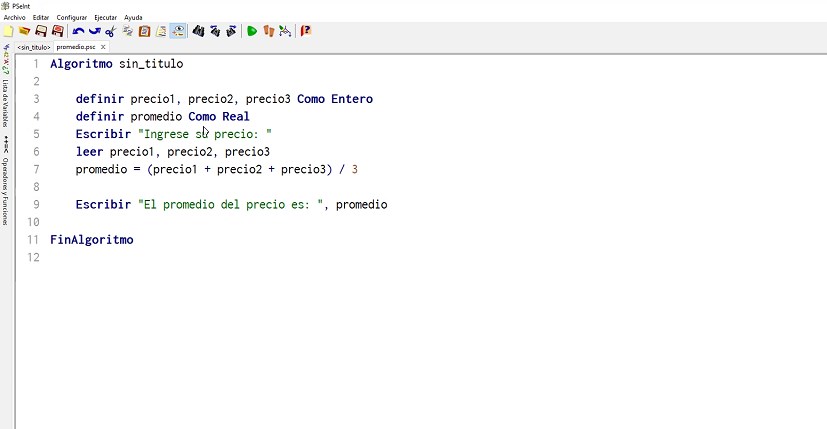 PSeInt
Archivo Editar Configurar Ejecutar Ayuda
<sin_titulo> promedio.psc X
Lista de Variables
Operadores y Funciones
1 Algoritmo sin_titulo
2
3 definir precio1, precio2, precio3 Como Entero
4 definir promedio Como Real
5 Escribir "Ingrese su precio: "
6 leer precio1, precio2, precio3
7 promedio = (precio1 + precio2 + precio3) / 3
8
9 Escribir "El promedio del precio es: ", promedio
10
11 FinAlgoritmo
12